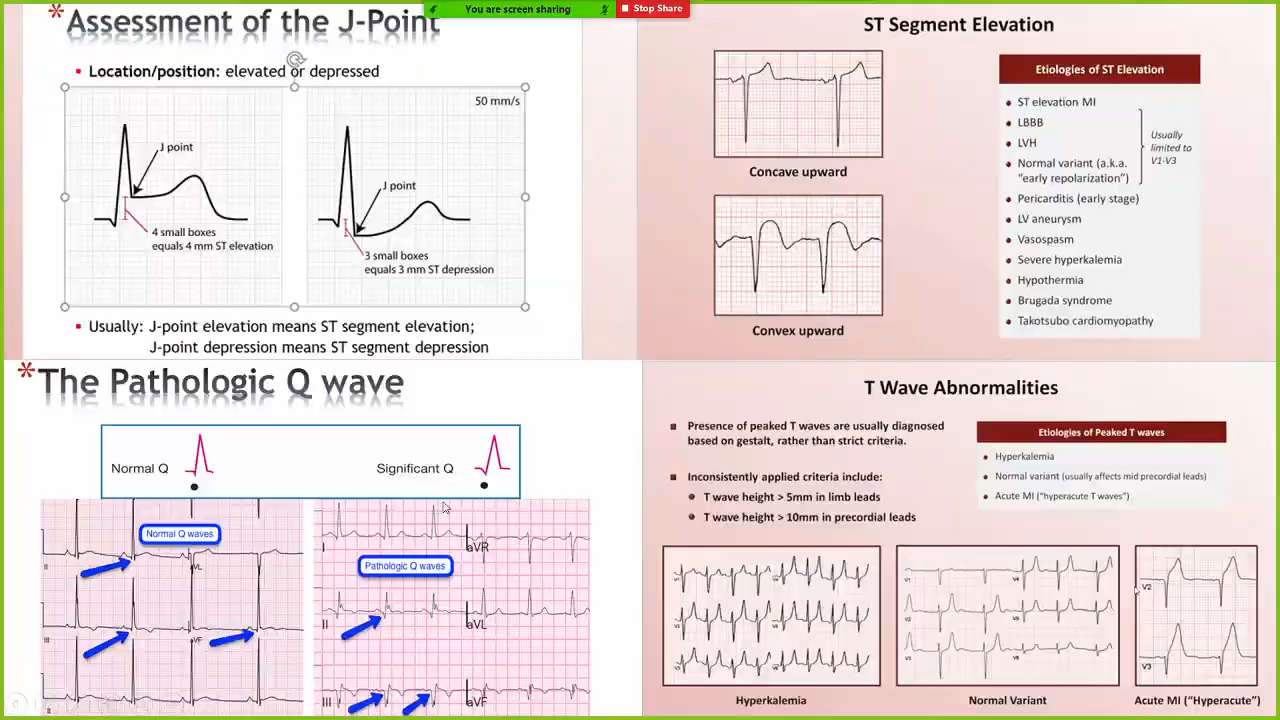 You are screen sharing
Stop Share
* Assessment of the J-Point
Location/position: elevated or depressed
50 mm/s
J point
4 small boxes
equals 4 mm ST elevation
J point
3 small boxes
equals 3 mm ST depression
Usually: J-point elevation means ST segment elevation;
J-point depression means ST segment depression
ST Segment Elevation
Concave upward
Convex upward
Etiologies of ST Elevation
ST elevation MI
LBBB
LVH
Normal variant (a.k.a.
“early repolarization”)
Usually
limited to
V1-V3
Pericarditis (early stage)
LV aneurysm
Vasospasm
Severe hyperkalemia
Hypothermia
Brugada syndrome
Takotsubo cardiomyopathy
* The Pathologic Q wave
Normal Q
Significant Q
Normal Q waves
II
VL
III
VF
II
I
aVR
Pathologic Q waves
II
aVL
III
aVF
T Wave Abnormalities
Presence of peaked T waves are usually diagnosed
based on gestalt, rather than strict criteria.
Inconsistently applied criteria include:
T wave height > 5mm in limb leads
T wave height > 10mm in precordial leads
Etiologies of Peaked T waves
Hyperkalemia
Normal variant (usually affects mid precordial leads)
Acute MI (“hyperacute T waves”)
V2
V3
Hyperkalemia
Normal Variant
Acute MI (“Hyperacute”)